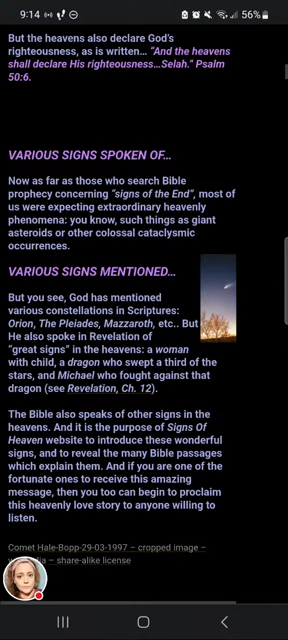 9:14
56%
But the heavens also declare God's
righteousness, as is written… "And the heavens
shall declare His righteousness…Selah." Psalm
50:6.
VARIOUS SIGNS SPOKEN OF…
Now as far as those who search Bible
prophecy concerning "signs of the End", most of
us were expecting extraordinary heavenly
phenomena: you know, such things as giant
asteroids or other colossal cataclysmic
occurrences.
VARIOUS SIGNS MENTIONED…
But you see, God has mentioned
various constellations in Scriptures:
Orion, The Pleiades, Mazzaroth, etc.. But
He also spoke in Revelation of
"great signs" in the heavens: a woman
with child, a dragon who swept a third of the
stars, and Michael who fought against that
dragon (see Revelation, Ch. 12).
The Bible also speaks of other signs in the
heavens. And it is the purpose of Signs Of
Heaven website to introduce these wonderful
signs, and to reveal the many Bible passages
which explain them. And if you are one of the
fortunate ones to receive this amazing
message, then you too can begin to proclaim
this heavenly love story to anyone willing to
listen.
Comet Hale-Bopp-29-03-1997 – cropped image –
– share-alike license